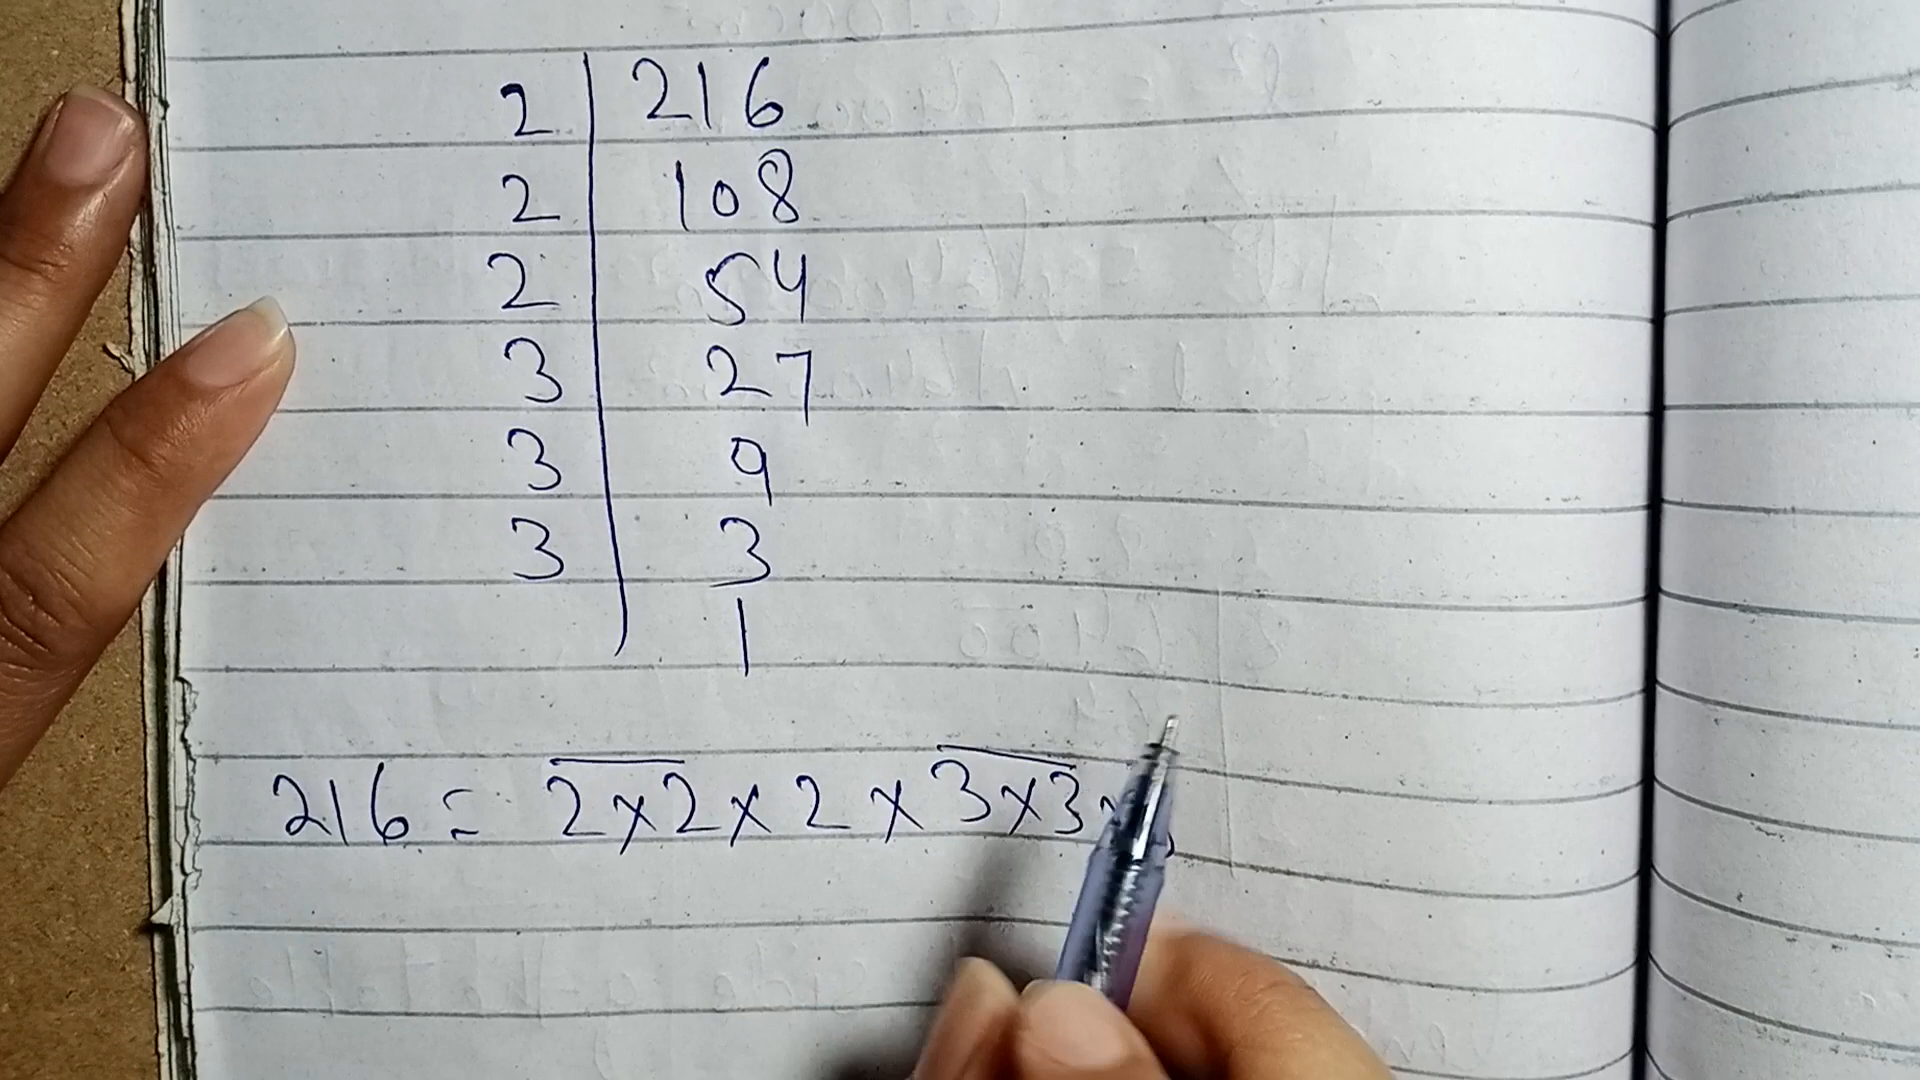 2 | 216
2 | 108
2 | 54
3 | 27
3 | 9
3 | 3
1
216 = 2×2×2×3×3